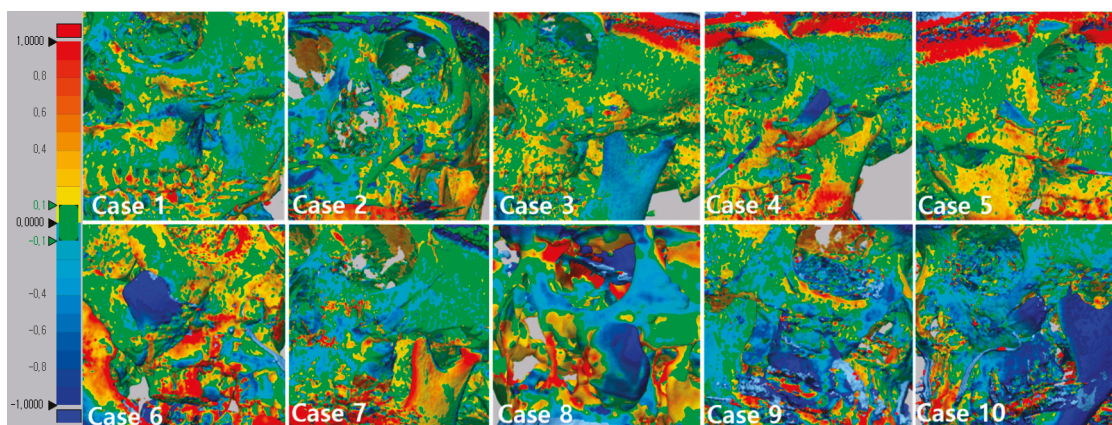 1,0000
0,8
0,6
0,4
0,1
0,0000
-0,1
-0,4
-0,6
-0,8
-1,0000
Case 1
Case 2
Case 3
Case 4
Case 5
Case 6
Case 7
Case 8
Case 9
Case 10